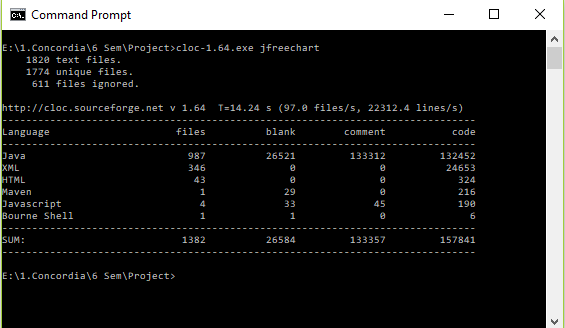 Command Prompt
E:\1.Concordia\6 Sem\Project>cloc-1.64.exe jfreechart
    1820 text files.
    1774 unique files.
     611 files ignored.
http://cloc.sourceforge.net v 1.64  T=14.24 s (97.0 files/s, 22312.4 lines/s)
-------------------------------------------------------------------------------
Language                     files          blank        comment           code
-------------------------------------------------------------------------------
Java                           987          26521         133312         132452
XML                            346              0              0          24653
HTML                            43              0              0            324
Maven                            1             29              0            216
Javascript                       4             33             45            190
Bourne Shell                     1              1              0              6
-------------------------------------------------------------------------------
SUM:                          1382          26584         133357         157841
-------------------------------------------------------------------------------
E:\1.Concordia\6 Sem\Project>